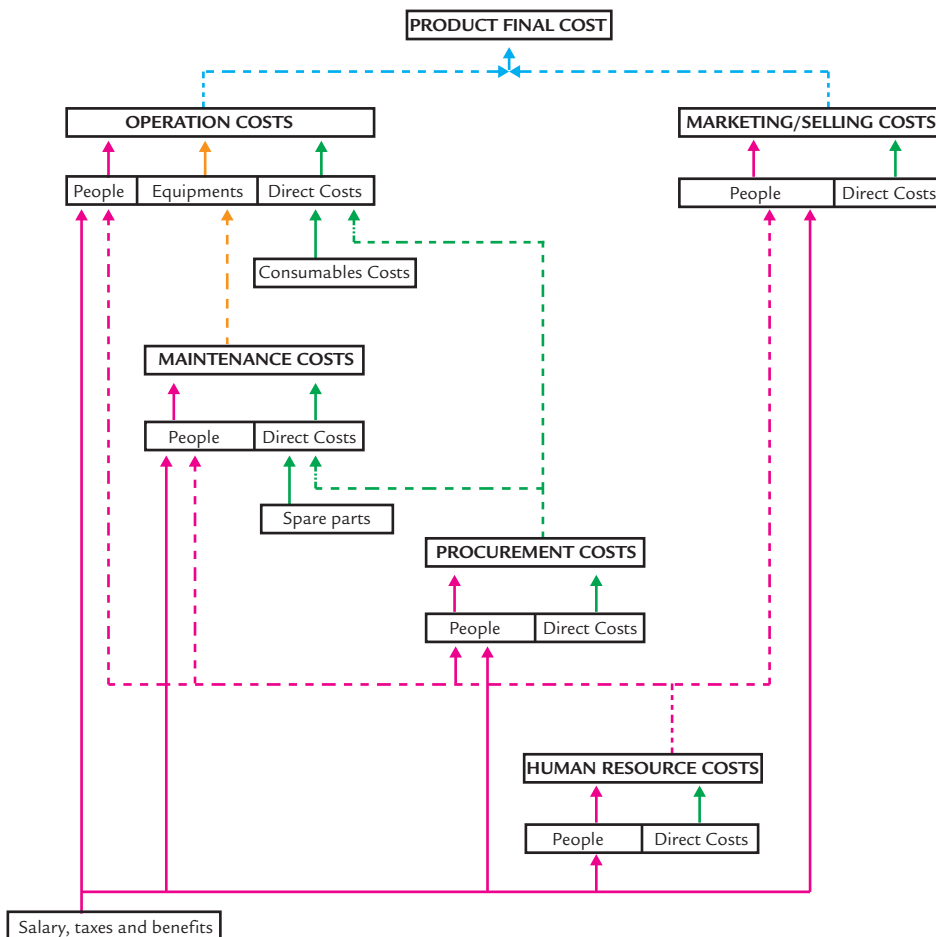 PRODUCT FINAL COST
OPERATION COSTS
MARKETING/SELLING COSTS
People
Equipments
Direct Costs
People
Direct Costs
Consumables Costs
MAINTENANCE COSTS
People
Direct Costs
Spare parts
PROCUREMENT COSTS
People
Direct Costs
HUMAN RESOURCE COSTS
People
Direct Costs
Salary, taxes and benefits